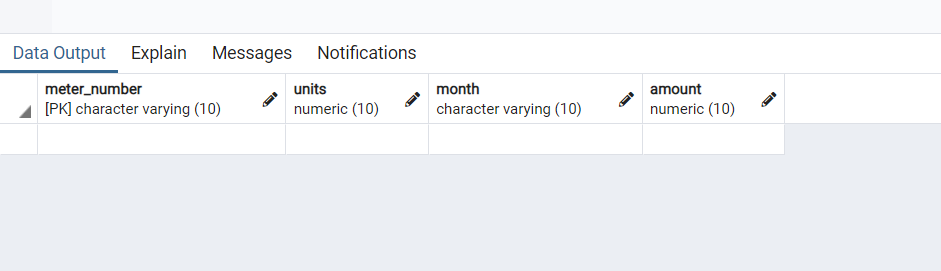 Data Output Explain Messages Notifications
meter_number units month amount
[PK] character varying (10) numeric (10) character varying (10) numeric (10)